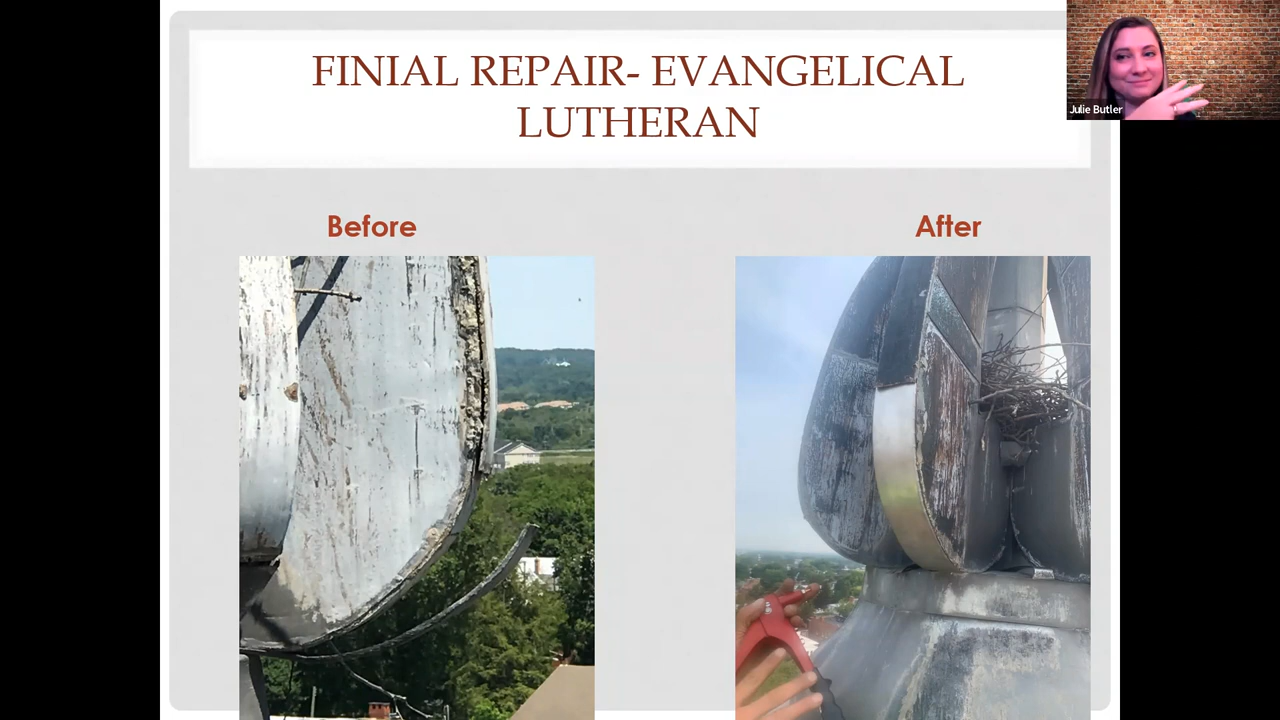 FINIAL REPAIR- EVANGELICAL
LUTHERAN
Julie Butler
Before
After